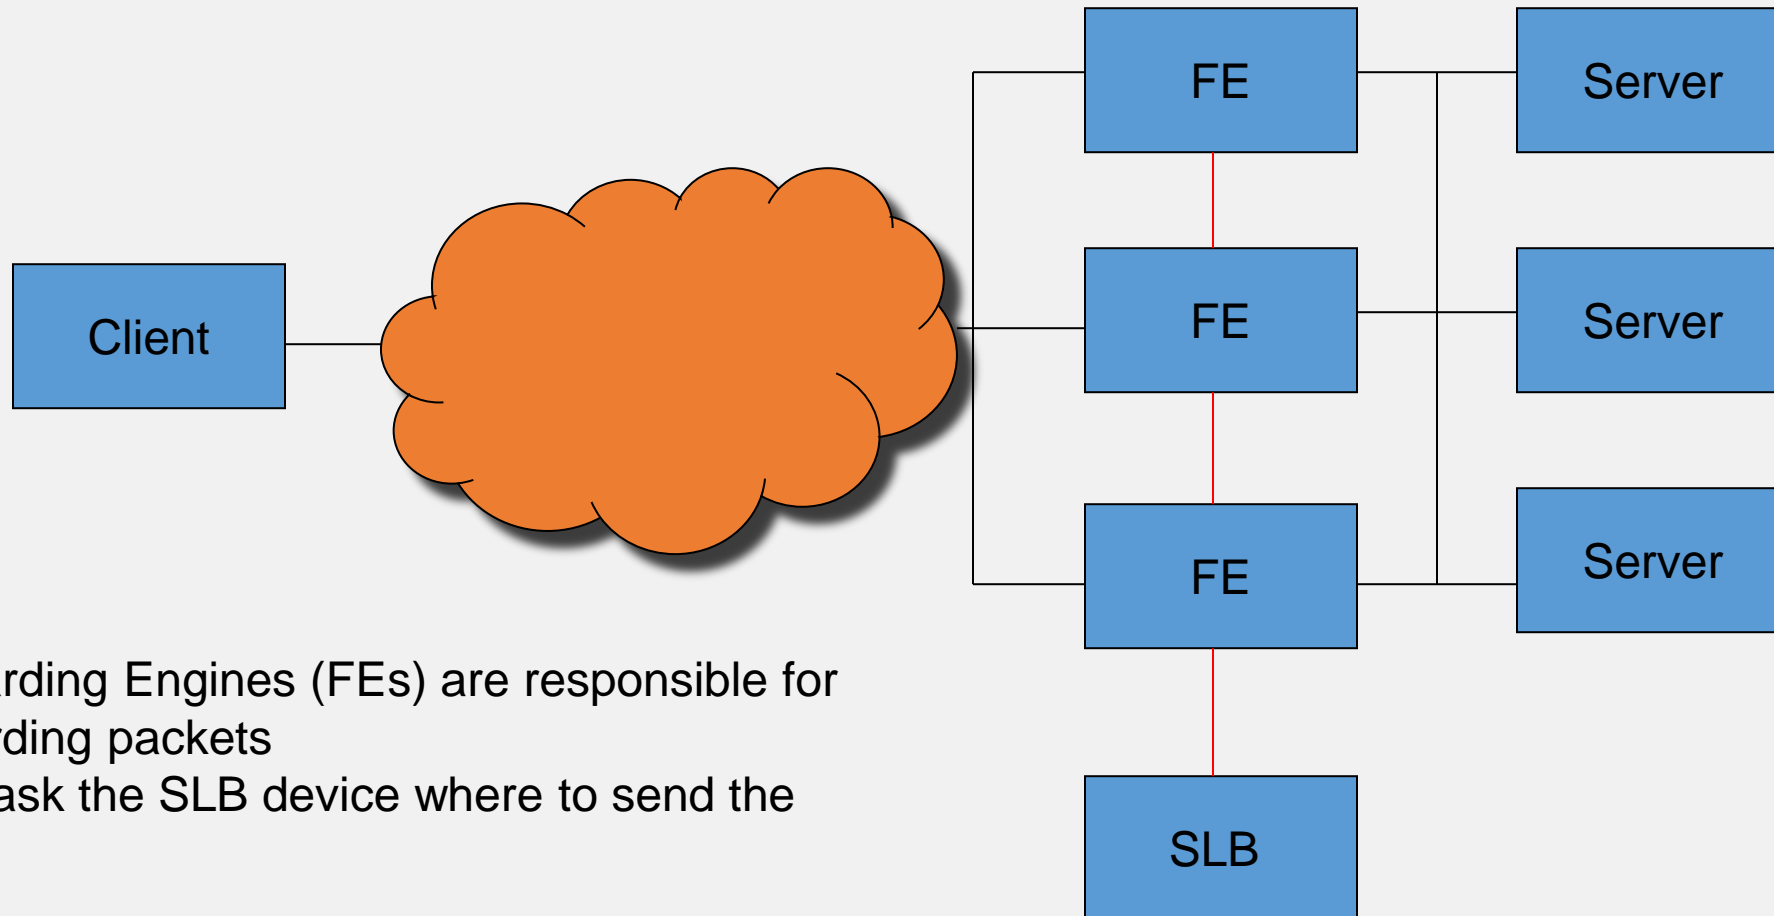 FE
Server
Client
FE
Server
FE
Server
arding Engines (FEs) are responsible for
rding packets
ask the SLB device where to send the
SLB